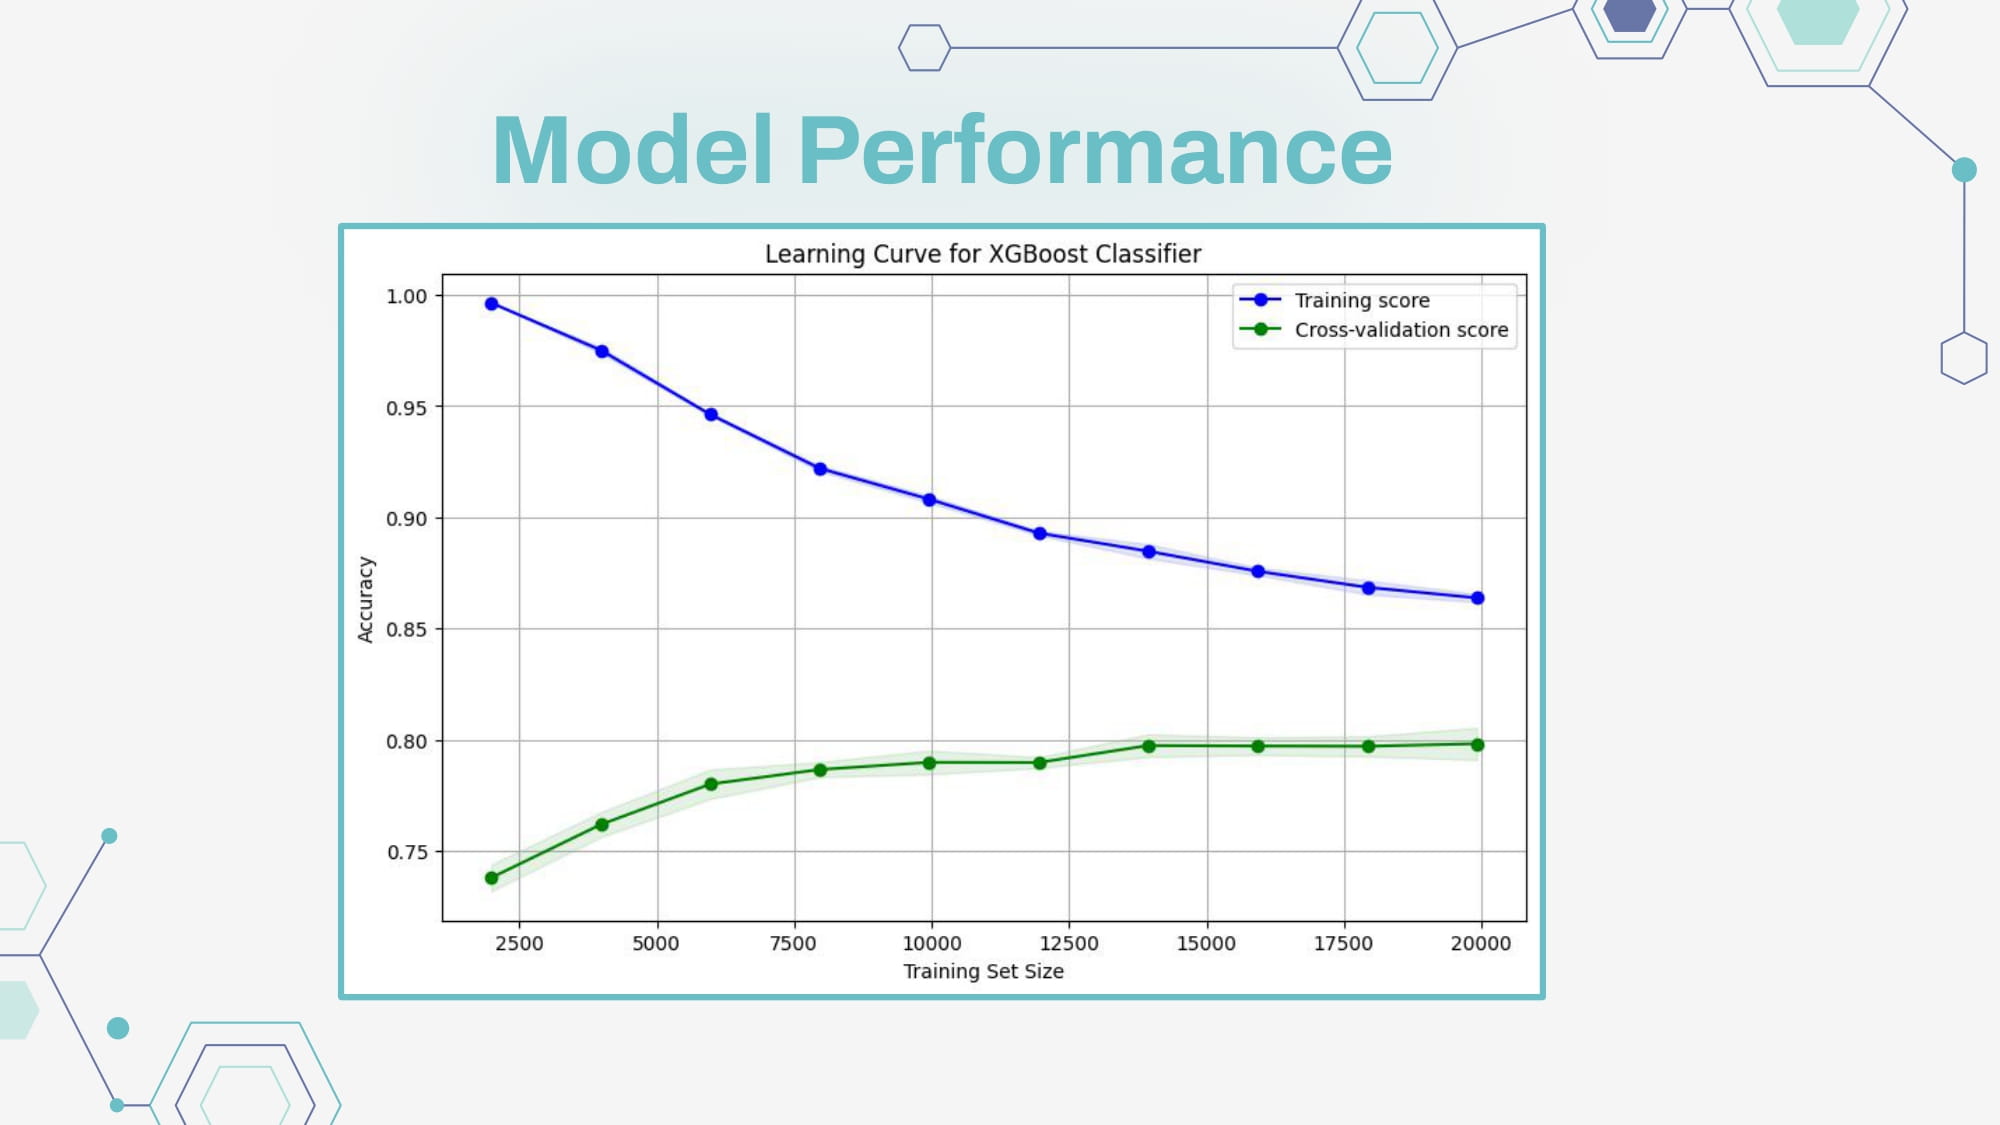 Model Performance
Learning Curve for XGBoost Classifier
Training score
Cross-validation score
1.00
0.95
0.90
0.85
0.80
0.75
Accuracy
2500 5000 7500 10000 12500 15000 17500 20000
Training Set Size